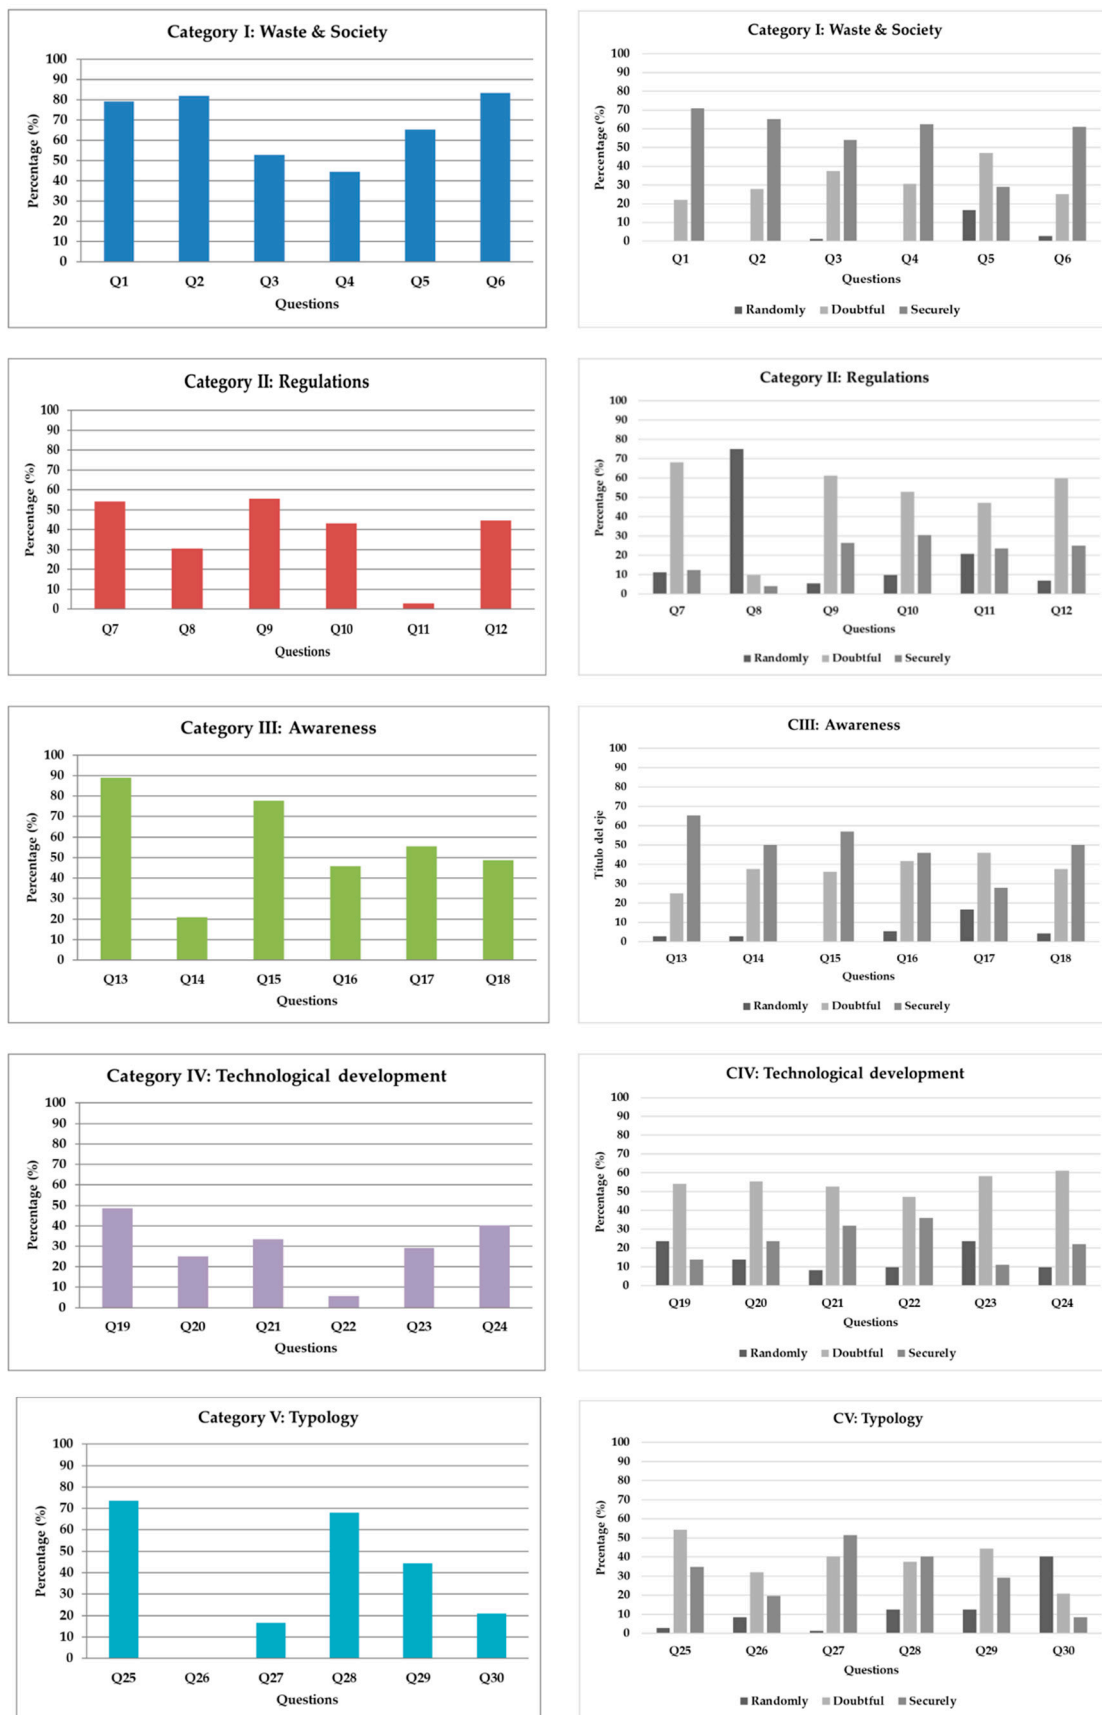 Category I: Waste & Society
Percentage (%)
100
90
80
70
60
50
40
30
20
10
0
Q1 Q2 Q3 Q4 Q5 Q6
Questions
Category I: Waste & Society
Percentage (%)
100
90
80
70
60
50
40
30
20
10
0
Q1 Q2 Q3 Q4 Q5 Q6
Questions
Randomly Doubtful Securely
Category II: Regulations
Percentage (%)
100
90
80
70
60
50
40
30
20
10
0
Q7 Q8 Q9 Q10 Q11 Q12
Questions
Category II: Regulations
Percentage (%)
100
90
80
70
60
50
40
30
20
10
0
Q7 Q8 Q9 Q10 Q11 Q12
Questions
Randomly Doubtful Securely
Category III: Awareness
Percentage (%)
100
90
80
70
60
50
40
30
20
10
0
Q13 Q14 Q15 Q16 Q17 Q18
Questions
CIII: Awareness
Título del eje
100
90
80
70
60
50
40
30
20
10
0
Q13 Q14 Q15 Q16 Q17 Q18
Questions
Randomly Doubtful Securely
Category IV: Technological development
Percentage (%)
100
90
80
70
60
50
40
30
20
10
0
Q19 Q20 Q21 Q22 Q23 Q24
Questions
CIV: Technological development
Percentage (%)
100
90
80
70
60
50
40
30
20
10
0
Q19 Q20 Q21 Q22 Q23 Q24
Questions
Randomly Doubtful Securely
Category V: Typology
Percentage (%)
100
90
80
70
60
50
40
30
20
10
0
Q25 Q26 Q27 Q28 Q29 Q30
Questions
CV: Typology
Prcentage (%)
100
90
80
70
60
50
40
30
20
10
0
Q25 Q26 Q27 Q28 Q29 Q30
Questions
Randomly Doubtful Securely